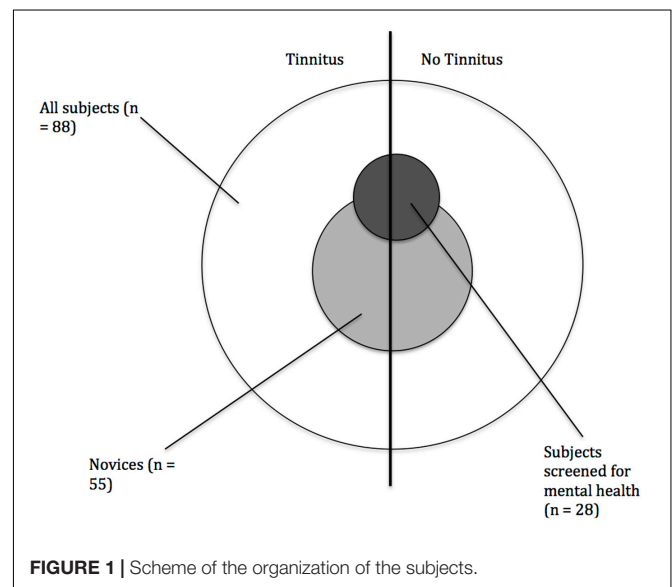 Tinnitus
No Tinnitus
All subjects (n
= 88)
Novices (n =
55)
Subjects
screened for
mental health
(n = 28)
FIGURE 1 | Scheme of the organization of the subjects.